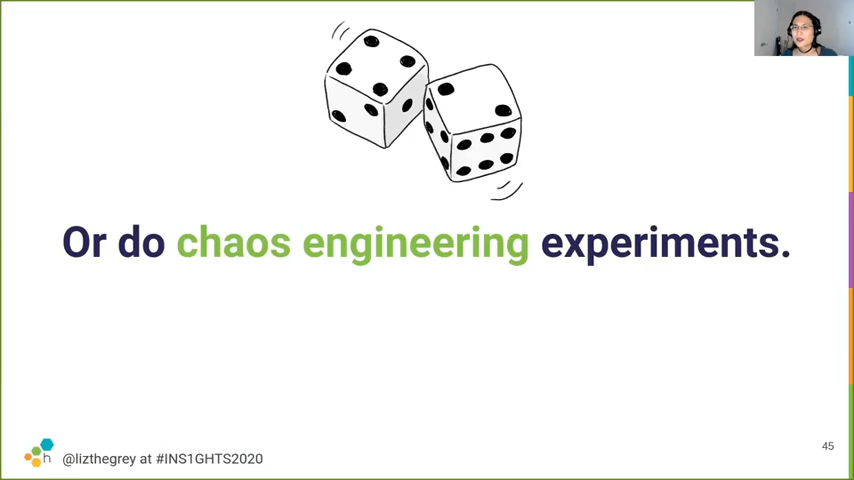 Or do chaos engineering experiments.
h
@lizthegrey at #INS1GHTS2020
45